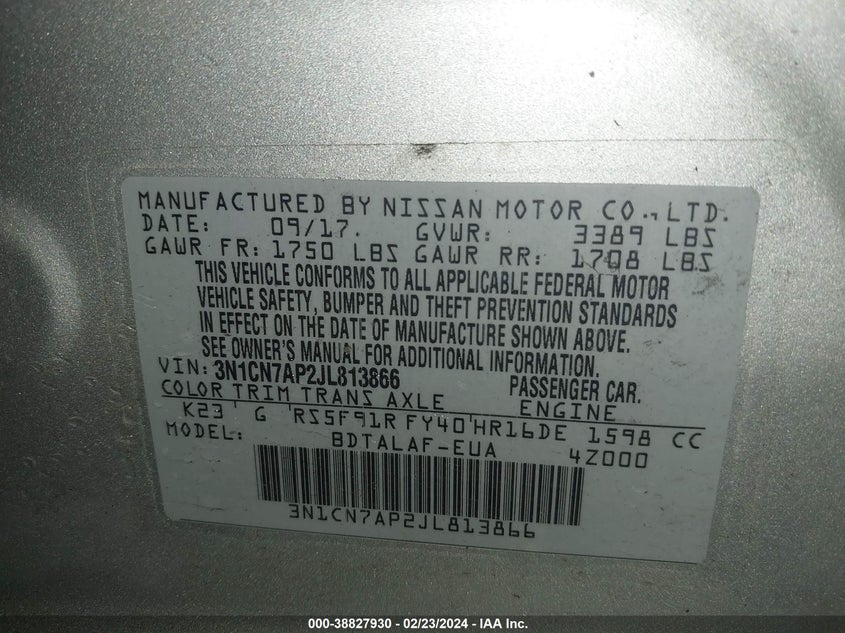 MANUFACTURED BY NISSAN MOTOR CO., LTD.
DATE: 09/17. GVWR: 3389 LBS
GAWR FR: 1750 LBS GAWR RR: 1708 LBS
THIS VEHICLE CONFORMS TO ALL APPLICABLE FEDERAL MOTOR
VEHICLE SAFETY, BUMPER AND THEFT PREVENTION STANDARDS
IN EFFECT ON THE DATE OF MANUFACTURE SHOWN ABOVE.
SEE OWNER'S MANUAL FOR ADDITIONAL INFORMATION.
VIN: 3N1CN7AP2JL813866 PASSENGER CAR.
COLOR TRIM TRANS AXLE ENGINE
K23 G RS5F91R FY40 HR16DE 1598 CC
MODEL: BDTALAF-EUA 4Z000
3N1CN7AP2JL813866
000-38827930 - 02/23/2024 - IAA Inc.